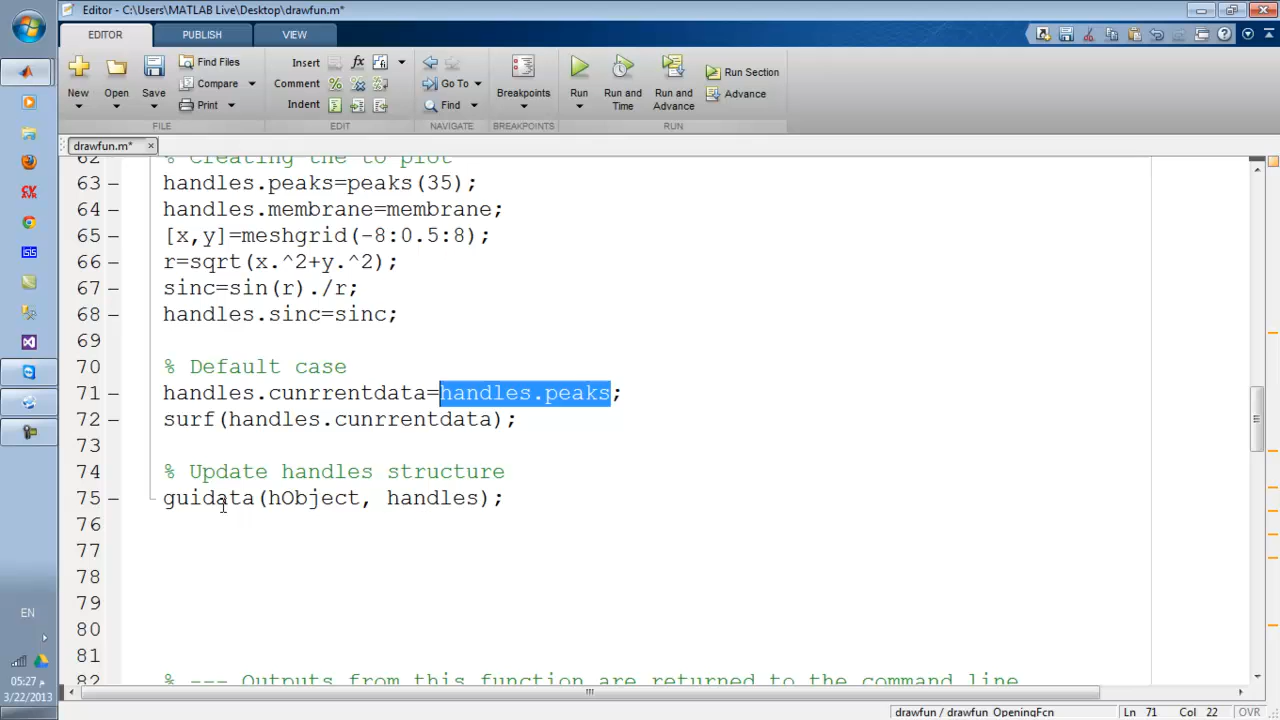 Editor - C:\Users\MATLAB Live\Desktop\drawfun.m*
EDITOR PUBLISH VIEW
New Open Save Find Files Compare Print
Insert Comment Indent
Go To Find
Breakpoints
Run Run and Time Run and Advance Run Section Advance
FILE EDIT NAVIGATE BREAKPOINTS RUN
drawfun.m*
62 % Creating the to plot
63 handles.peaks=peaks(35);
64 handles.membrane=membrane;
65 [x,y]=meshgrid(-8:0.5:8);
66 r=sqrt(x.^2+y.^2);
67 sinc=sin(r)./r;
68 handles.sinc=sinc;
69
70 % Default case
71 handles.cunrrentdata=handles.peaks;
72 surf(handles.cunrrentdata);
73
74 % Update handles structure
75 guidata(hObject, handles);
76
77
78
79
80
81
82 % --- Outputs from this function are returned to the command line
EN
05:27 م
3/22/2013
drawfun / drawfun_OpeningFcn Ln 71 Col 22 OVR